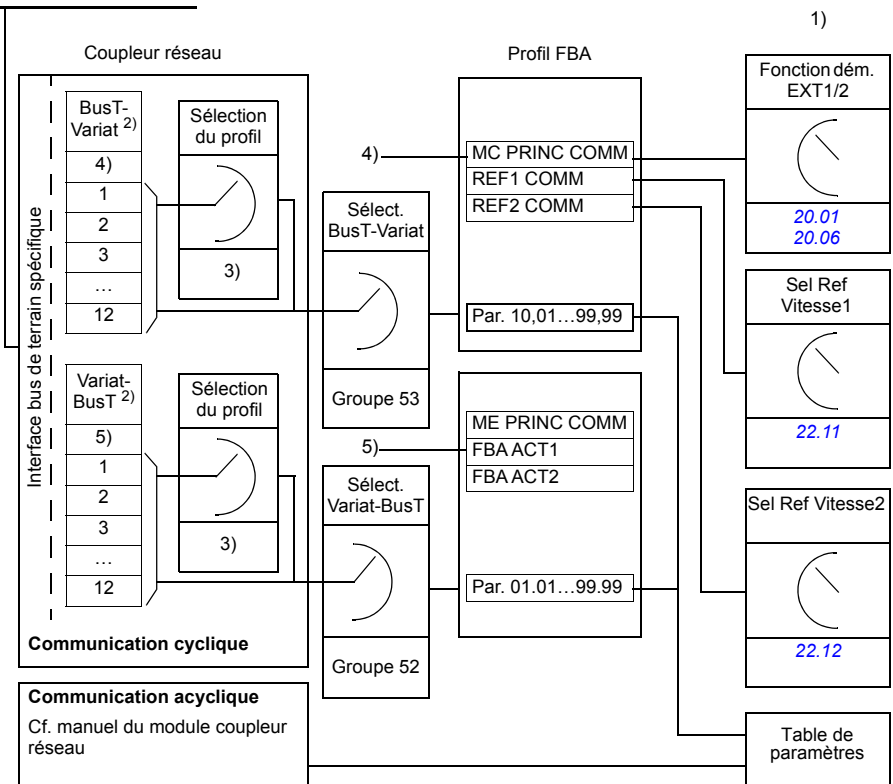 1)
Coupleur réseau
Profil FBA
Fonction dém.
EXT1/2
20.01
20.06
Interface bus de terrain spécifique
BusT-
Variat 2)
4)
1
2
3
…
12
Sélection
du profil
3)
Sélect.
BusT-Variat
Groupe 53
4)
MC PRINC COMM
REF1 COMM
REF2 COMM
Par. 10,01…99,99
Sel Ref
Vitesse1
22.11
Variat-
BusT 2)
5)
1
2
3
…
12
Sélection
du profil
3)
5)
Sélect.
Variat-BusT
Groupe 52
ME PRINC COMM
FBA ACT1
FBA ACT2
Par. 01.01…99.99
Sel Ref Vitesse2
22.12
Communication cyclique
Communication acyclique
Cf. manuel du module coupleur
réseau
Table de
paramètres